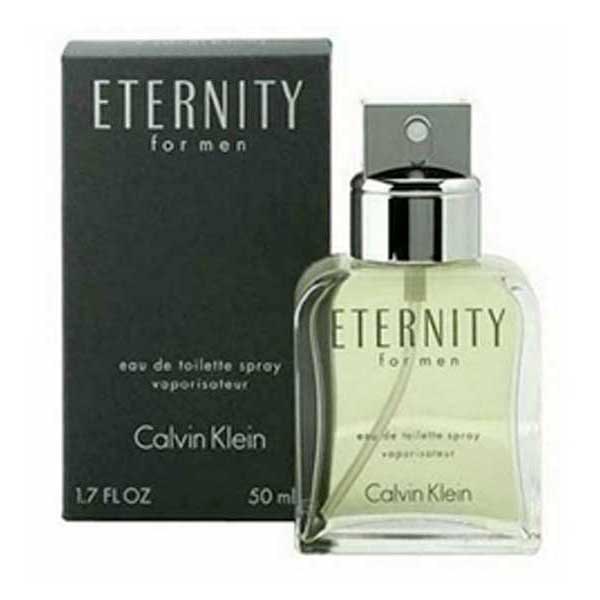 ETERNITY
for men
eau de toilette spray
vaporisateur
Calvin Klein
1.7 FL OZ 50 ml
ETERNITY
for men
eau de toilette spray
vaporisateur
Calvin Klein